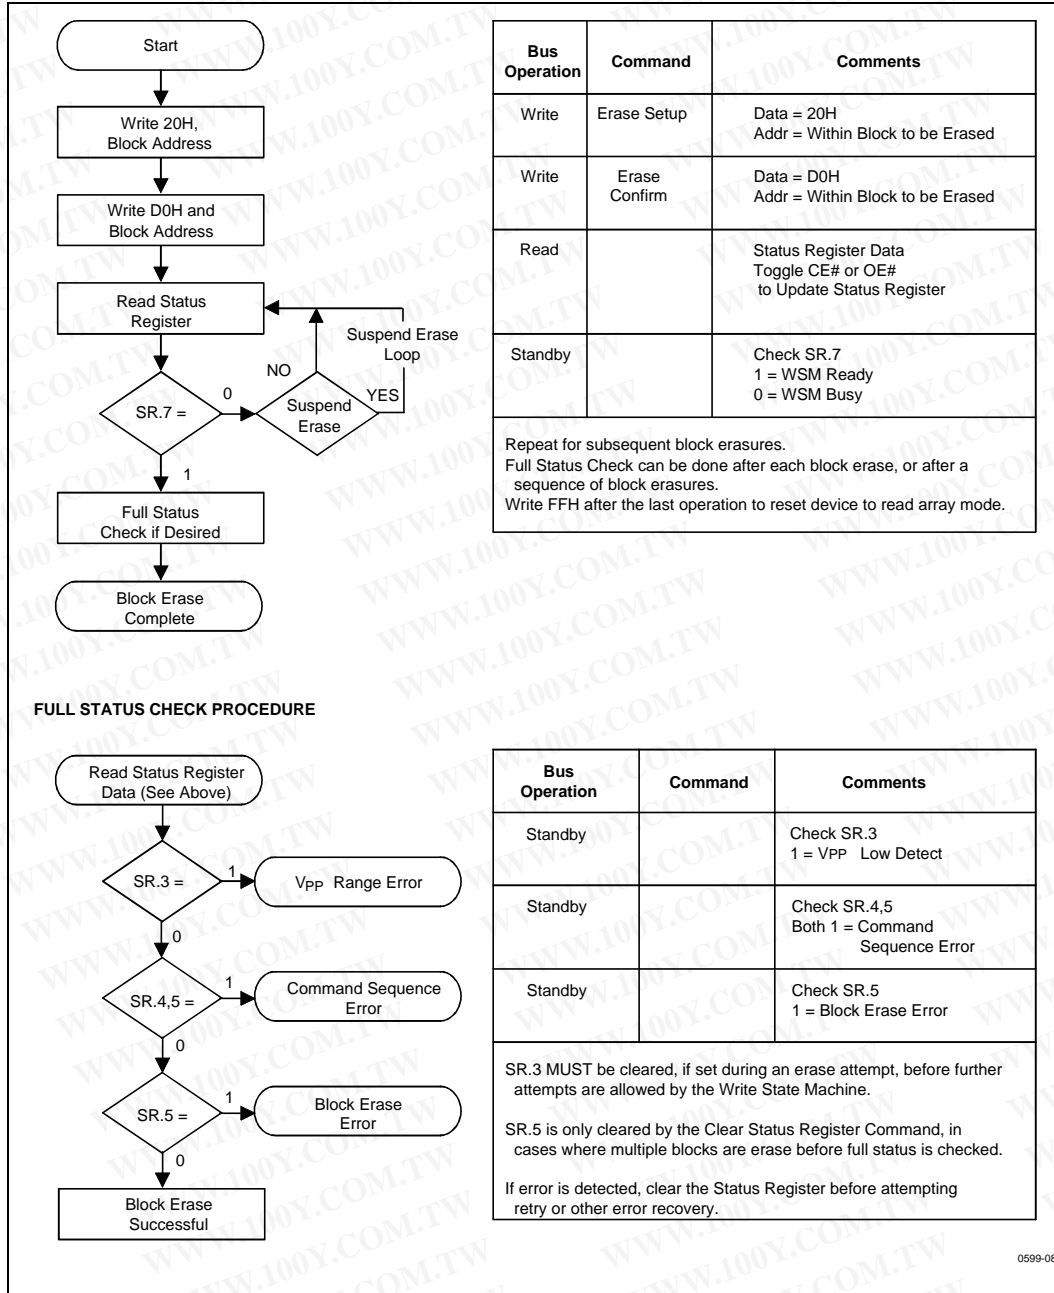 Start
Write 20H,
Block Address
Write D0H and
Block Address
Read Status
Register
Suspend Erase
Loop
NO
YES
0
SR.7 =
Suspend
Erase
1
Full Status
Check if Desired
Block Erase
Complete
Bus
Operation
Command
Comments
Write
Erase Setup
Data = 20H
Addr = Within Block to be Erased
Write
Erase
Confirm
Data = D0H
Addr = Within Block to be Erased
Read
Status Register Data
Toggle CE# or OE#
to Update Status Register
Standby
Check SR.7
1 = WSM Ready
0 = WSM Busy
Repeat for subsequent block erasures.
Full Status Check can be done after each block erase, or after a
sequence of block erasures.
Write FFH after the last operation to reset device to read array mode.
FULL STATUS CHECK PROCEDURE
Read Status Register
Data (See Above)
SR.3 =
1
VPP Range Error
0
SR.4,5 =
1
Command Sequence
Error
0
SR.5 =
1
Block Erase
Error
0
Block Erase
Successful
Bus
Operation
Command
Comments
Standby
Check SR.3
1 = VPP Low Detect
Standby
Check SR.4,5
Both 1 = Command
Sequence Error
Standby
Check SR.5
1 = Block Erase Error
SR.3 MUST be cleared, if set during an erase attempt, before further
attempts are allowed by the Write State Machine.
SR.5 is only cleared by the Clear Status Register Command, in
cases where multiple blocks are erase before full status is checked.
If error is detected, clear the Status Register before attempting
retry or other error recovery.
0599-08
WWW.100Y.COM.TW